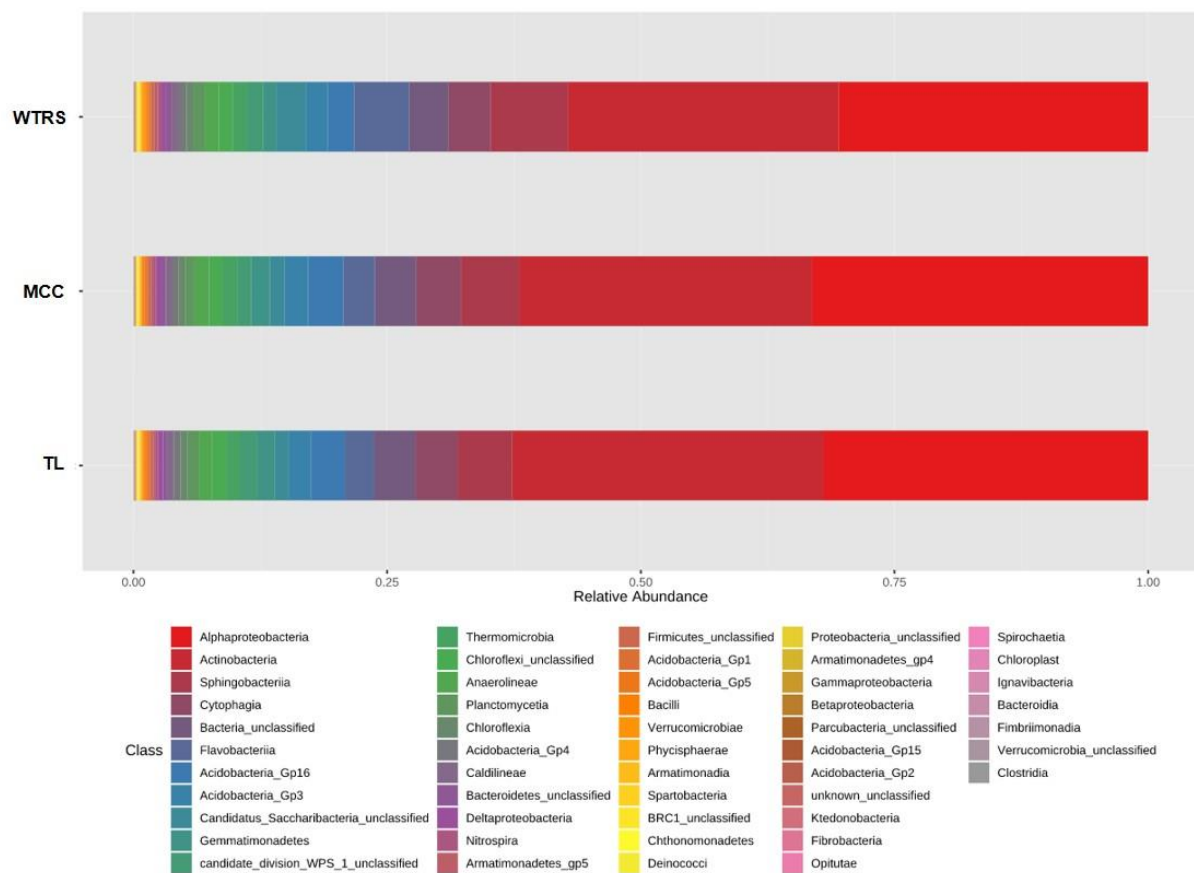 WTRS
MCC
TL
0.00 0.25 0.50 0.75 1.00
Relative Abundance
Class
Alphaproteobacteria
Actinobacteria
Sphingobacteriia
Cytophagia
Bacteria_unclassified
Flavobacteriia
Acidobacteria_Gp16
Acidobacteria_Gp3
Candidatus_Saccharibacteria_unclassified
Gemmatimonadetes
candidate_division_WPS_1_unclassified
Thermomicrobia
Chloroflexi_unclassified
Anaerolineae
Planctomycetia
Chloroflexia
Acidobacteria_Gp4
Caldilineae
Bacteroidetes_unclassified
Deltaproteobacteria
Nitrospira
Armatimonadetes_gp5
Firmicutes_unclassified
Acidobacteria_Gp1
Acidobacteria_Gp5
Bacilli
Verrucomicrobiae
Phycisphaerae
Armatimonadia
Spartobacteria
BRC1_unclassified
Chthonomonadetes
Deinococci
Proteobacteria_unclassified
Armatimonadetes_gp4
Gammaproteobacteria
Betaproteobacteria
Parcubacteria_unclassified
Acidobacteria_Gp15
Acidobacteria_Gp2
unknown_unclassified
Ktedonobacteria
Fibrobacteria
Opitutae
Spirochaetia
Chloroplast
Ignavibacteria
Bacteroidia
Fimbriimonadia
Verrucomicrobia_unclassified
Clostridia